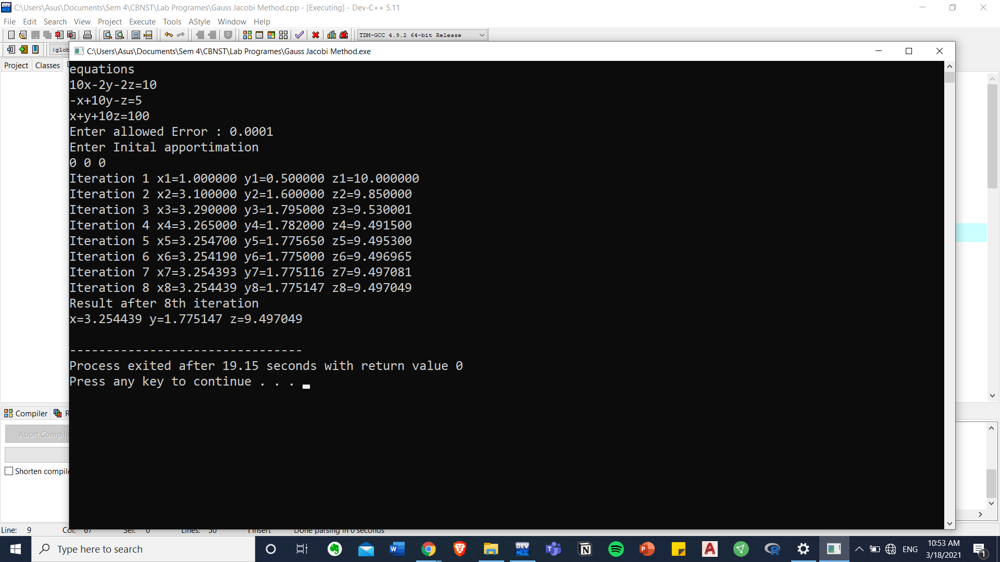 C:\Users\Asus\Documents\Sem 4\CBNST\Lab Programes\Gauss Jacobi Method.cpp - [Executing] - Dev-C++ 5.11
File Edit Search View Project Execute Tools AStyle Window Help
TDM-GCC 4.9.2 64-bit Release
(glob
C:\Users\Asus\Documents\Sem 4\CBNST\Lab Programes\Gauss Jacobi Method.exe
Project Classes
equations
10x-2y-2z=10
-x+10y-z=5
x+y+10z=100
Enter allowed Error : 0.0001
Enter Inital apportimation
0 0 0
Iteration 1 x1=1.000000 y1=0.500000 z1=10.000000
Iteration 2 x2=3.100000 y2=1.600000 z2=9.850000
Iteration 3 x3=3.290000 y3=1.795000 z3=9.530001
Iteration 4 x4=3.265000 y4=1.782000 z4=9.491500
Iteration 5 x5=3.254700 y5=1.775650 z5=9.495300
Iteration 6 x6=3.254190 y6=1.775000 z6=9.496965
Iteration 7 x7=3.254393 y7=1.775116 z7=9.497081
Iteration 8 x8=3.254439 y8=1.775147 z8=9.497049
Result after 8th iteration
x=3.254439 y=1.775147 z=9.497049
--------------------------------
Process exited after 19.15 seconds with return value 0
Press any key to continue . . .
Compiler R
Abort Compila
Shorten compile
Line: 9 Col: 67 Sel: 0 Lines: 50 Insert Done parsing in 0 seconds
Type here to search
ENG
10:53 AM
3/18/2021
1